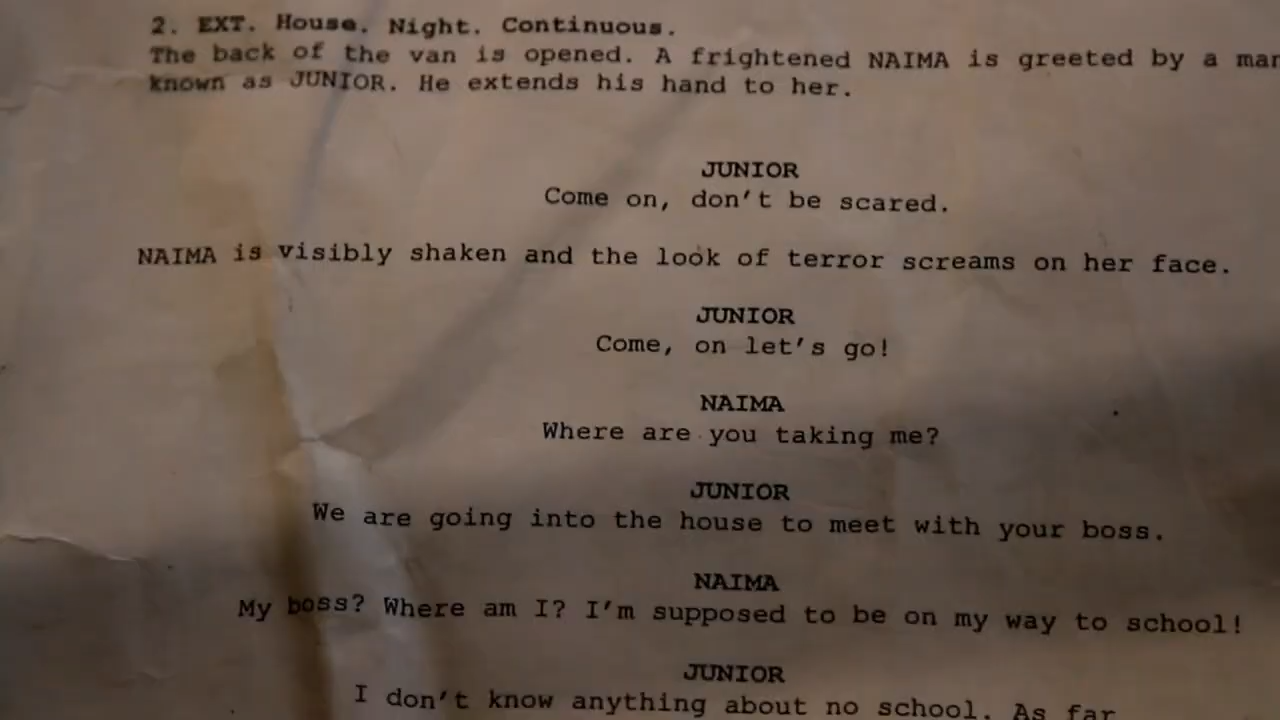 2. EXT. House. Night. Continuous.
The back of the van is opened. A frightened NAIMA is greeted by a man
known as JUNIOR. He extends his hand to her.
JUNIOR
Come on, don't be scared.
NAIMA is visibly shaken and the look of terror screams on her face.
JUNIOR
Come, on let's go!
NAIMA
Where are you taking me?
JUNIOR
We are going into the house to meet with your boss.
NAIMA
My boss? Where am I? I'm supposed to be on my way to school!
JUNIOR
I don't know anything about no school. As far